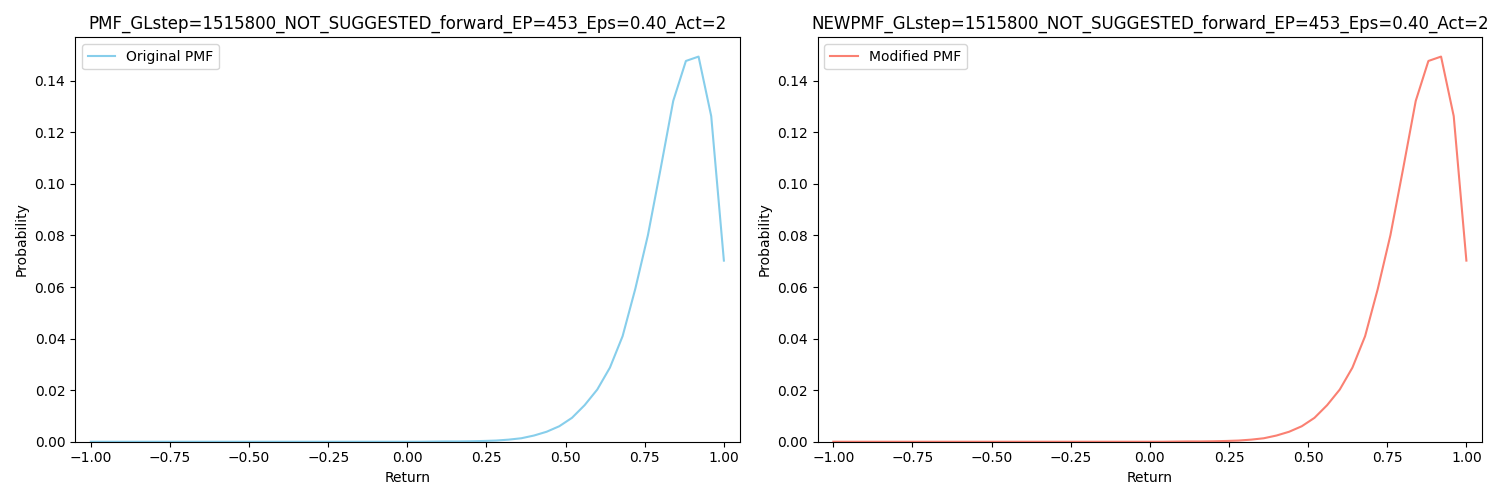 PMF_GLstep=1515800_NOT_SUGGESTED_forward_EP=453_Eps=0.40_Act=2
Original PMF
0.14
0.12
0.10
0.08
0.06
0.04
0.02
0.00
Probability
−1.00 −0.75 −0.50 −0.25 0.00 0.25 0.50 0.75 1.00
Return
NEWPMF_GLstep=1515800_NOT_SUGGESTED_forward_EP=453_Eps=0.40_Act=2
Modified PMF
0.14
0.12
0.10
0.08
0.06
0.04
0.02
0.00
Probability
−1.00 −0.75 −0.50 −0.25 0.00 0.25 0.50 0.75 1.00
Return